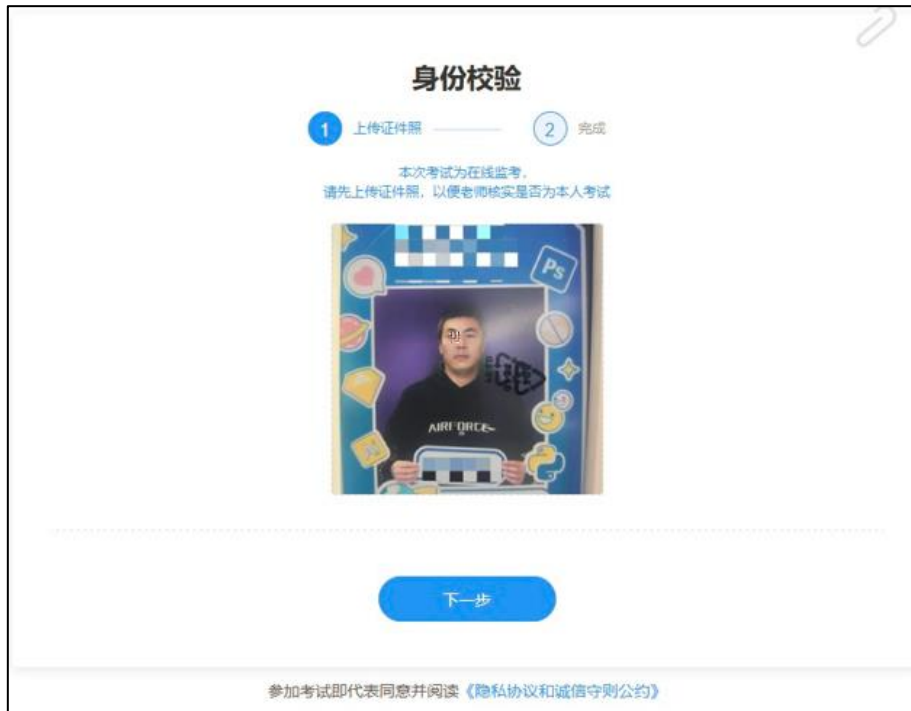 身份校验
1 上传证件照 2 完成
本次考试为在线监考，
请先上传证件照，以便老师核实是否为本人考试
Ps
AIRFORCE
Ai
下一步
参加考试即代表同意并阅读《隐私协议和诚信守则公约》